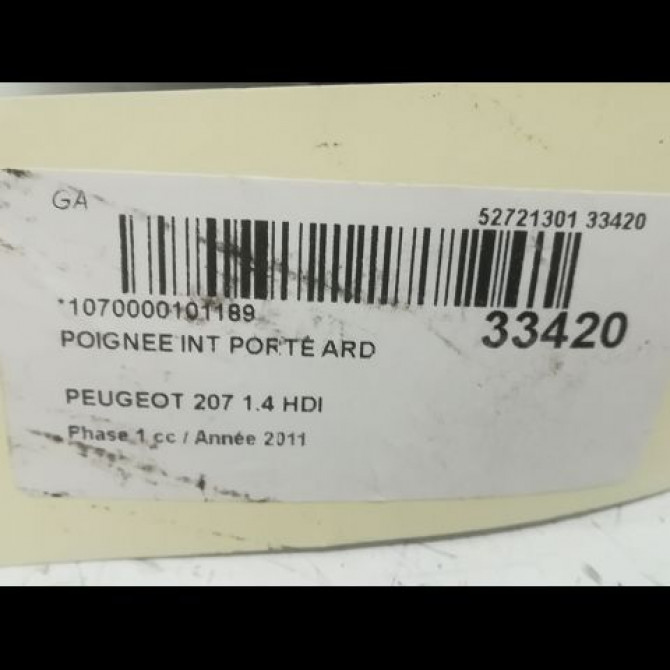 GA
52721301 33420
*1070000101189
33420
POIGNEE INT PORTE ARD
PEUGEOT 207 1.4 HDI
Phase 1 cc / Année 2011